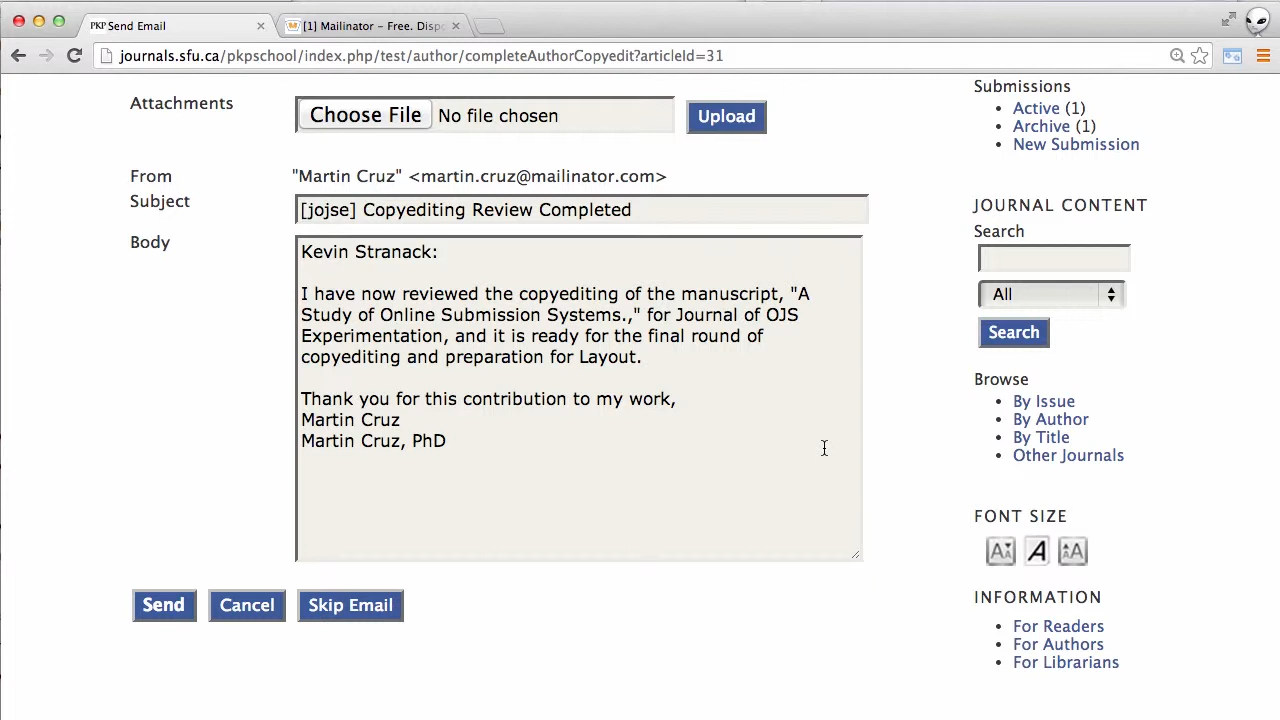 PKP Send Email
[1] Mailinator – Free. Disp
journals.sfu.ca/pkpschool/index.php/test/author/completeAuthorCopyedit?articleId=31
Attachments
Choose File No file chosen
Upload
From
"Martin Cruz" <martin.cruz@mailinator.com>
Subject
[jojse] Copyediting Review Completed
Body
Kevin Stranack:
I have now reviewed the copyediting of the manuscript, "A
Study of Online Submission Systems.," for Journal of OJS
Experimentation, and it is ready for the final round of
copyediting and preparation for Layout.
Thank you for this contribution to my work,
Martin Cruz
Martin Cruz, PhD
Send
Cancel
Skip Email
Submissions
• Active (1)
• Archive (1)
• New Submission
JOURNAL CONTENT
Search
All
Search
Browse
• By Issue
• By Author
• By Title
• Other Journals
FONT SIZE
A A A
INFORMATION
• For Readers
• For Authors
• For Librarians